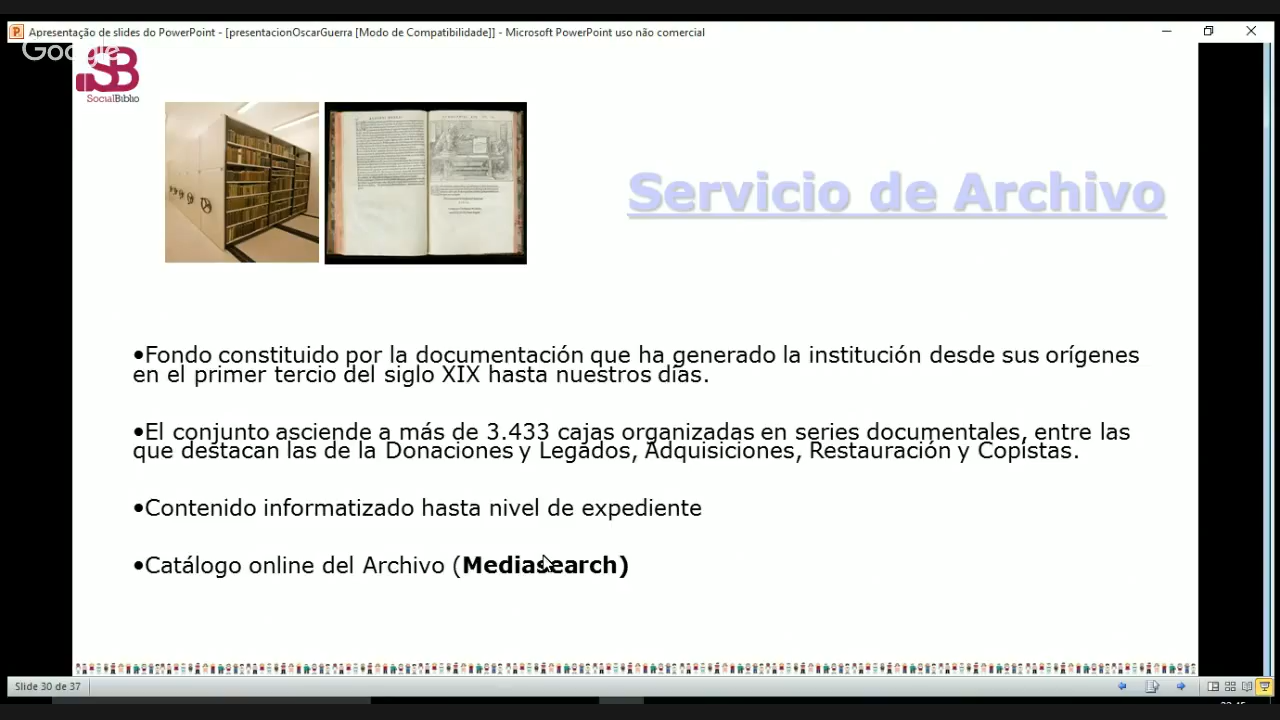 Apresentação de slides do PowerPoint - [presentacionOscarGuerra [Modo de Compatibilidade]] - Microsoft PowerPoint uso não comercial
Google
SB
SocialBiblio
Servicio de Archivo
•Fondo constituido por la documentación que ha generado la institución desde sus orígenes
en el primer tercio del siglo XIX hasta nuestros días.
•El conjunto asciende a más de 3.433 cajas organizadas en series documentales, entre las
que destacan las de la Donaciones y Legados, Adquisiciones, Restauración y Copistas.
•Contenido informatizado hasta nivel de expediente
•Catálogo online del Archivo (Mediasearch)
Slide 30 de 37